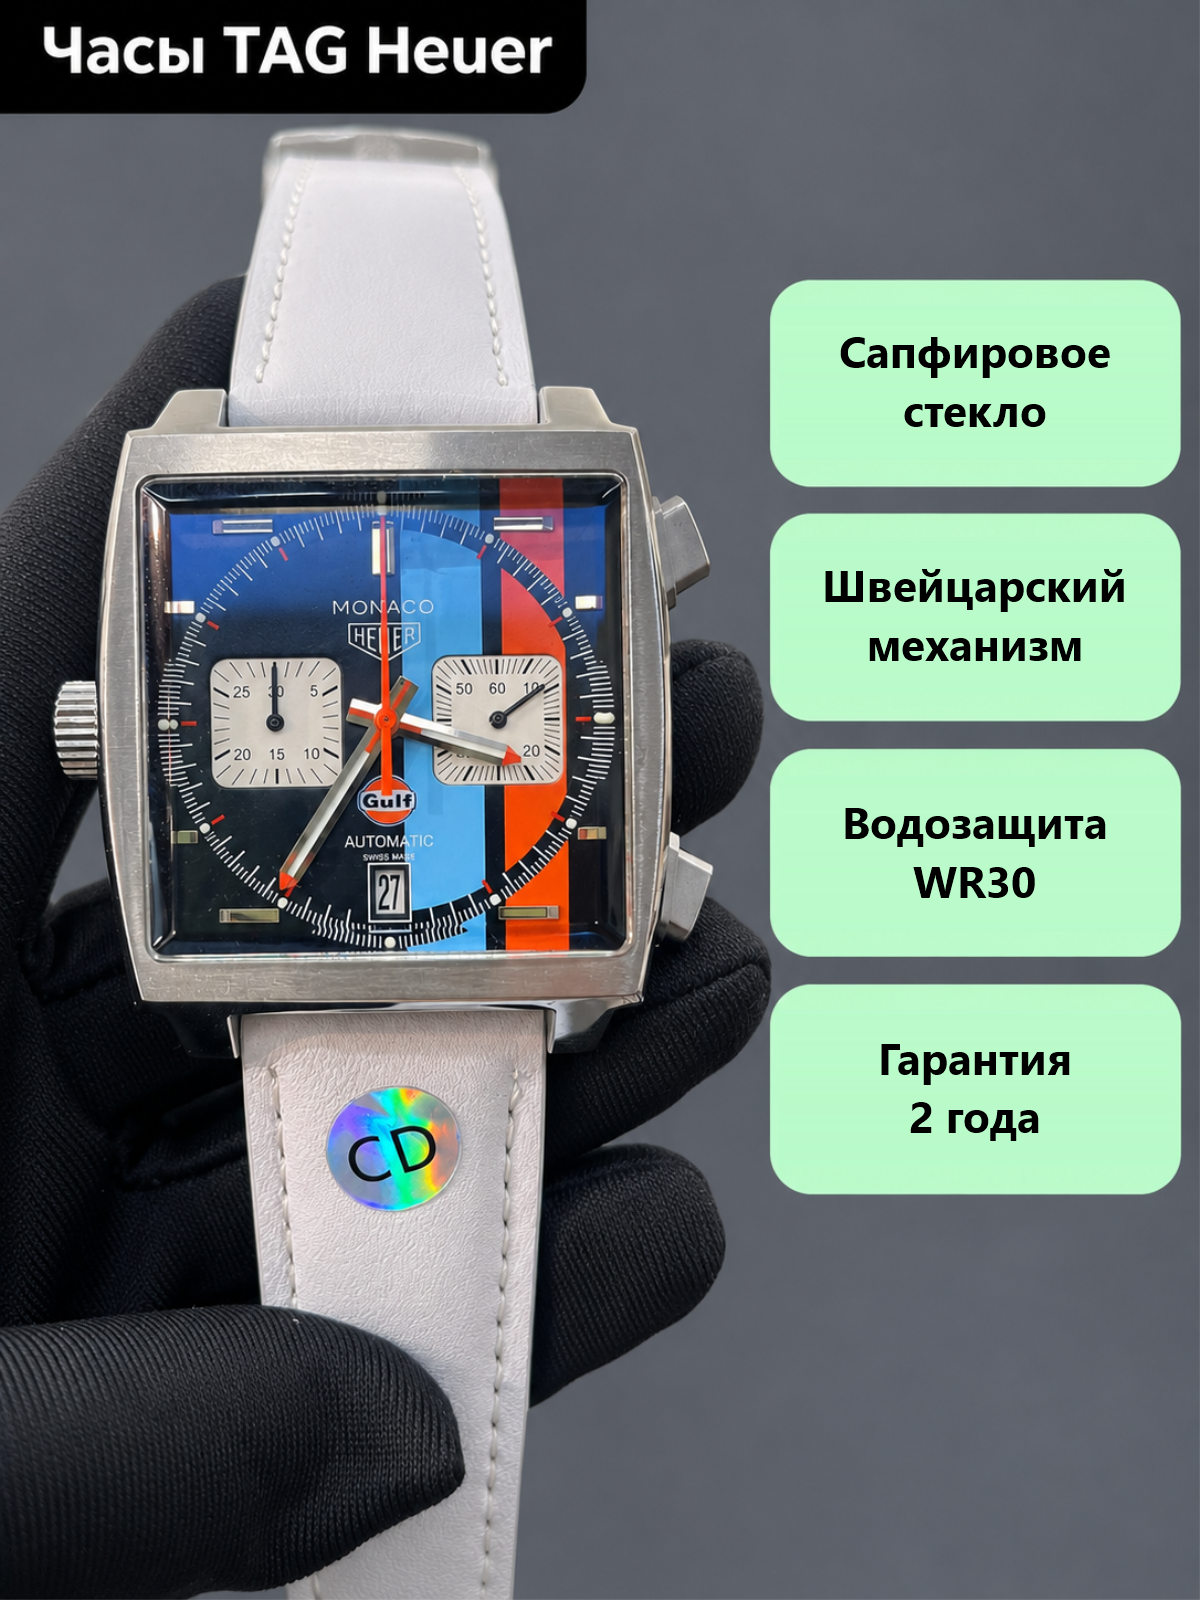 Часы TAG Heuer
MONACO
HEUER
25 30 5
20 15 10
50 60 10
20
Gulf
AUTOMATIC
SWISS MADE
27
CD
Сапфировое
стекло
Швейцарский
механизм
Водозащита
WR30
Гарантия
2 года